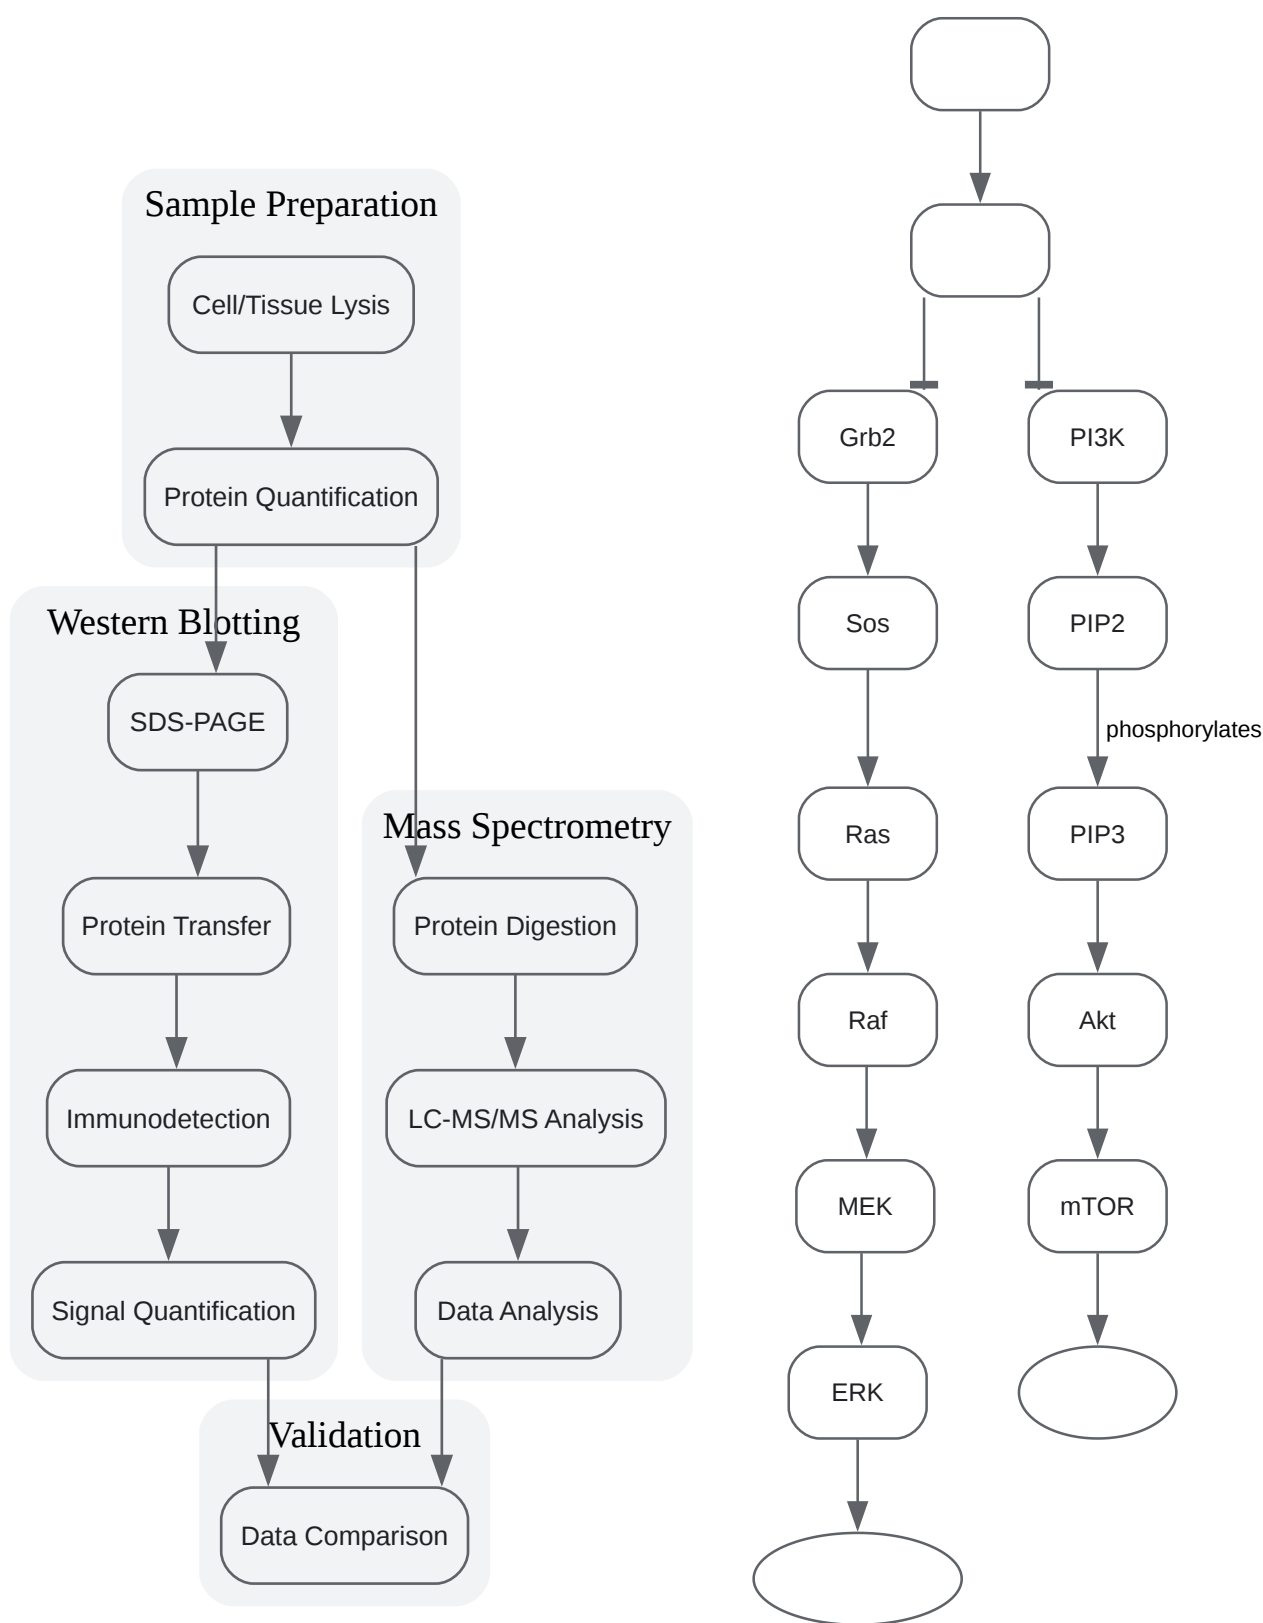 Sample Preparation
Cell/Tissue Lysis
Protein Quantification
Western Blotting
SDS-PAGE
Protein Transfer
Immunodetection
Signal Quantification
Mass Spectrometry
Protein Digestion
LC-MS/MS Analysis
Data Analysis
Validation
Data Comparison
Grb2
Sos
Ras
Raf
MEK
ERK
PI3K
PIP2
phosphorylates
PIP3
Akt
mTOR